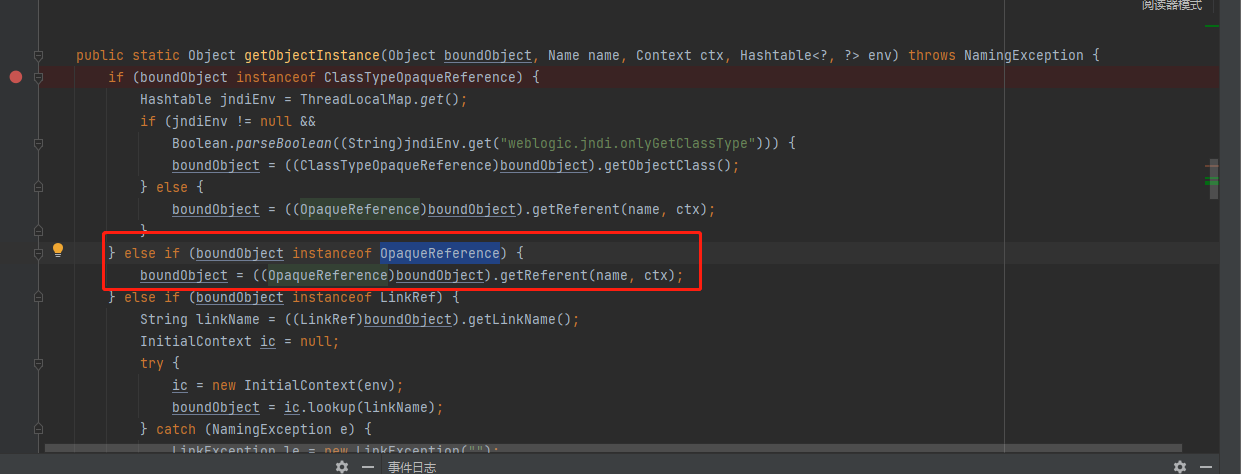 阅读器模式
public static Object getObjectInstance(Object boundObject, Name name, Context ctx, Hashtable<?, ?> env) throws NamingException {
if (boundObject instanceof ClassTypeOpaqueReference) {
Hashtable jndiEnv = ThreadLocalMap.get();
if (jndiEnv != null &&
Boolean.parseBoolean((String)jndiEnv.get("weblogic.jndi.onlyGetClassType"))) {
boundObject = ((ClassTypeOpaqueReference)boundObject).getObjectClass();
} else {
boundObject = ((OpaqueReference)boundObject).getReferent(name, ctx);
}
} else if (boundObject instanceof OpaqueReference) {
boundObject = ((OpaqueReference)boundObject).getReferent(name, ctx);
} else if (boundObject instanceof LinkRef) {
String linkName = ((LinkRef)boundObject).getLinkName();
InitialContext ic = null;
try {
ic = new InitialContext(env);
boundObject = ic.lookup(linkName);
} catch (NamingException e) {
LinkException le = new LinkException("");
事件日志